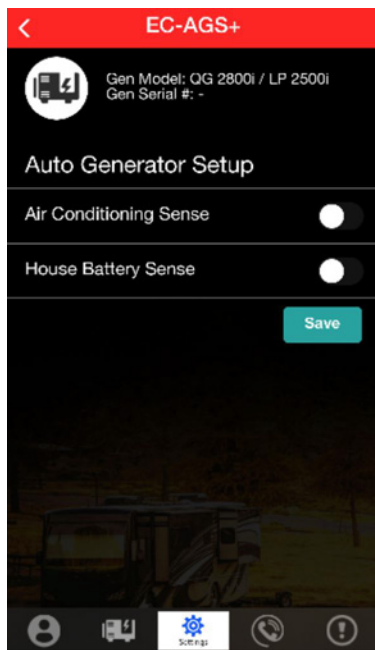 EC-AGS+
Gen Model: QG 2800i / LP 2500i
Gen Serial #: -
Auto Generator Setup
Air Conditioning Sense
House Battery Sense
Save
Settings